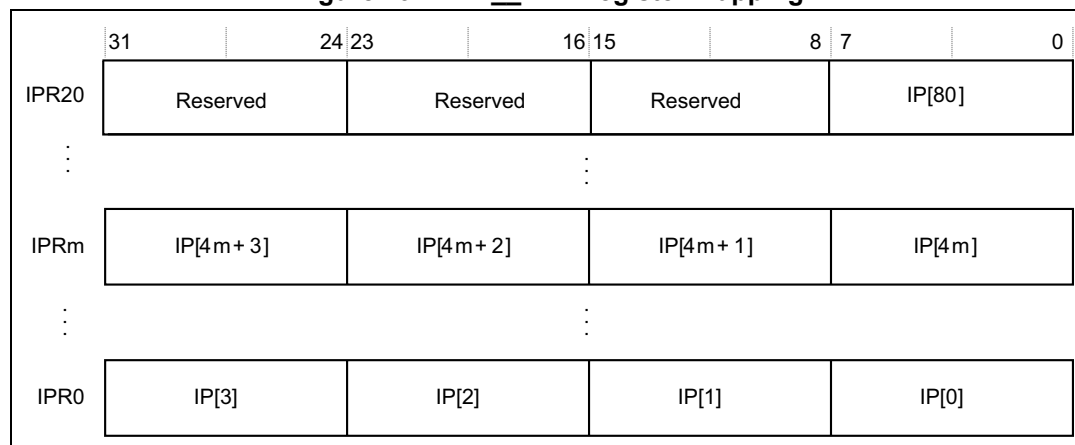 31 24 23 16 15 8 7 0
IPR20 Reserved Reserved Reserved IP[80]
IPRm IP[4m+3] IP[4m+2] IP[4m+1] IP[4m]
IPR0 IP[3] IP[2] IP[1] IP[0]